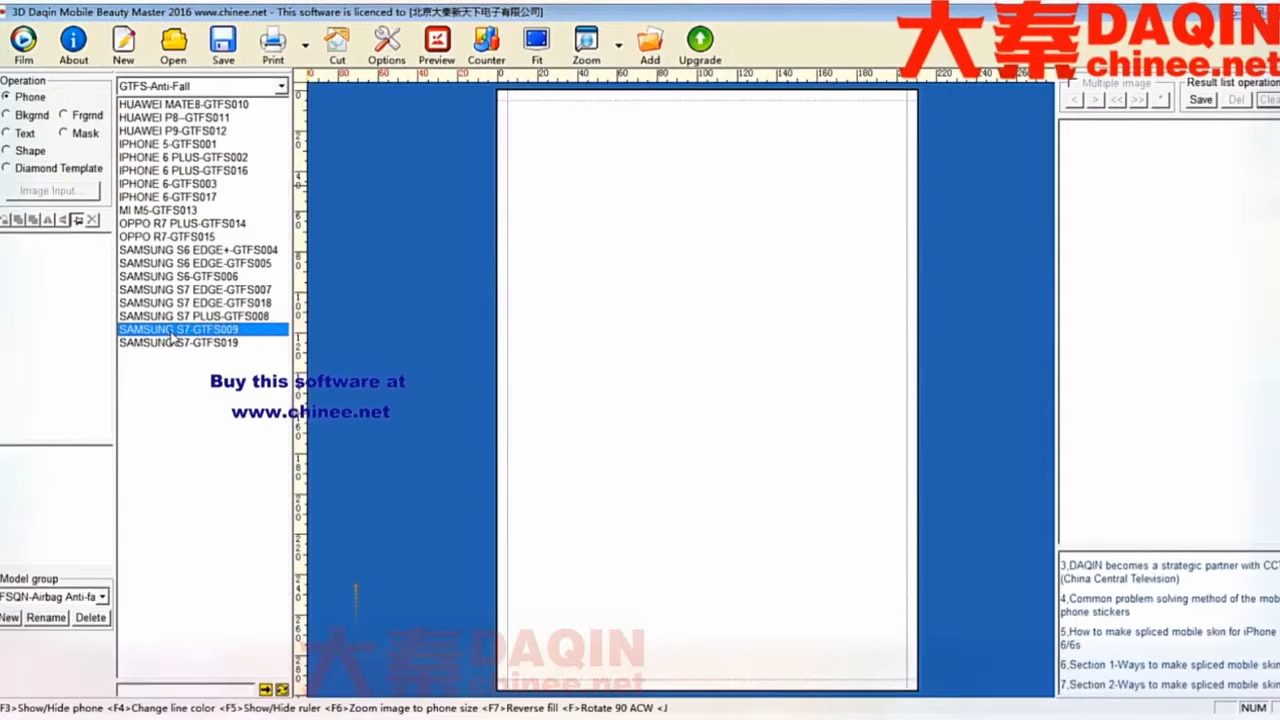 3D Daqin Mobile Beauty Master 2016 www.chinee.net - This software is licenced to [北京大秦新天下电子有限公司]
大秦 DAQIN
chinee.net
Film About New Open Save Print Cut Options Preview Counter Fit Zoom Add Upgrade
Operation
Phone
Bkgrnd Frgrnd
Text Mask
Shape
Diamond Template
Image Input...
GTFS-Anti-Fall
HUAWEI MATE8-GTFS010
HUAWEI P8--GTFS011
HUAWEI P9-GTFS012
IPHONE 5-GTFS001
IPHONE 6 PLUS-GTFS002
IPHONE 6 PLUS-GTFS016
IPHONE 6-GTFS003
IPHONE 6-GTFS017
MI M5-GTFS013
OPPO R7 PLUS-GTFS014
OPPO R7-GTFS015
SAMSUNG S6 EDGE+-GTFS004
SAMSUNG S6 EDGE-GTFS005
SAMSUNG S6-GTFS006
SAMSUNG S7 EDGE-GTFS007
SAMSUNG S7 EDGE-GTFS018
SAMSUNG S7 PLUS-GTFS008
SAMSUNG S7-GTFS009
SAMSUNG S7-GTFS019
Buy this software at
www.chinee.net
Model group
FSQN-Airbag Anti-fa
New Rename Delete
大秦 DAQIN
chinee.net
Multiple image
< > << >> *
Result list operation
Save Del Clea
3,DAQIN becomes a strategic partner with CCT
(China Central Television)
4,Common problem solving method of the mob
phone stickers
5,How to make spliced mobile skin for iPhone
6/6s
6,Section 1-Ways to make spliced mobile skin
7,Section 2-Ways to make spliced mobile skin
F3>Show/Hide phone <F4>Change line color <F5>Show/Hide ruler <F6>Zoom image to phone size <F7>Reverse fill <F>Rotate 90 ACW <J
NUM